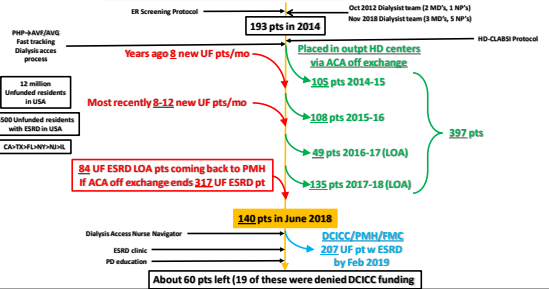 ER Screening Protocol
Oct 2012 Dialysist team (2 MD's, 1 NP's)
Nov 2018 Dialysist team (3 MD's, 5 NP's)
193 pts in 2014
PHP→AVF/AVG
Fast tracking
Dialysis acces
process
HD-CLABSI Protocol
Years ago 8 new UF pts/mo
Placed in outpt HD centers
via ACA off exchange
105 pts 2014-15
12 million
Unfunded residents
in USA
Most recently 8-12 new UF pts/mo
108 pts 2015-16
500 Unfunded residents
with ESRD in USA
397 pts
CA>TX>FL>NY>NJ>IL
49 pts 2016-17 (LOA)
84 UF ESRD LOA pts coming back to PMH
If ACA off exchange ends 317 UF ESRD pt
135 pts 2017-18 (LOA)
140 pts in June 2018
Dialysis Access Nurse Navigator
DCICC/PMH/FMC
207 UF pt w ESRD
by Feb 2019
ESRD clinic
PD education
About 60 pts left (19 of these were denied DCICC funding